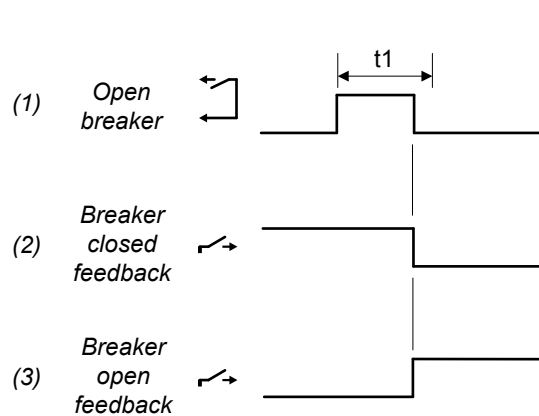 t1
(1) Open
breaker
(2) Breaker
closed
feedback
(3) Breaker
open
feedback